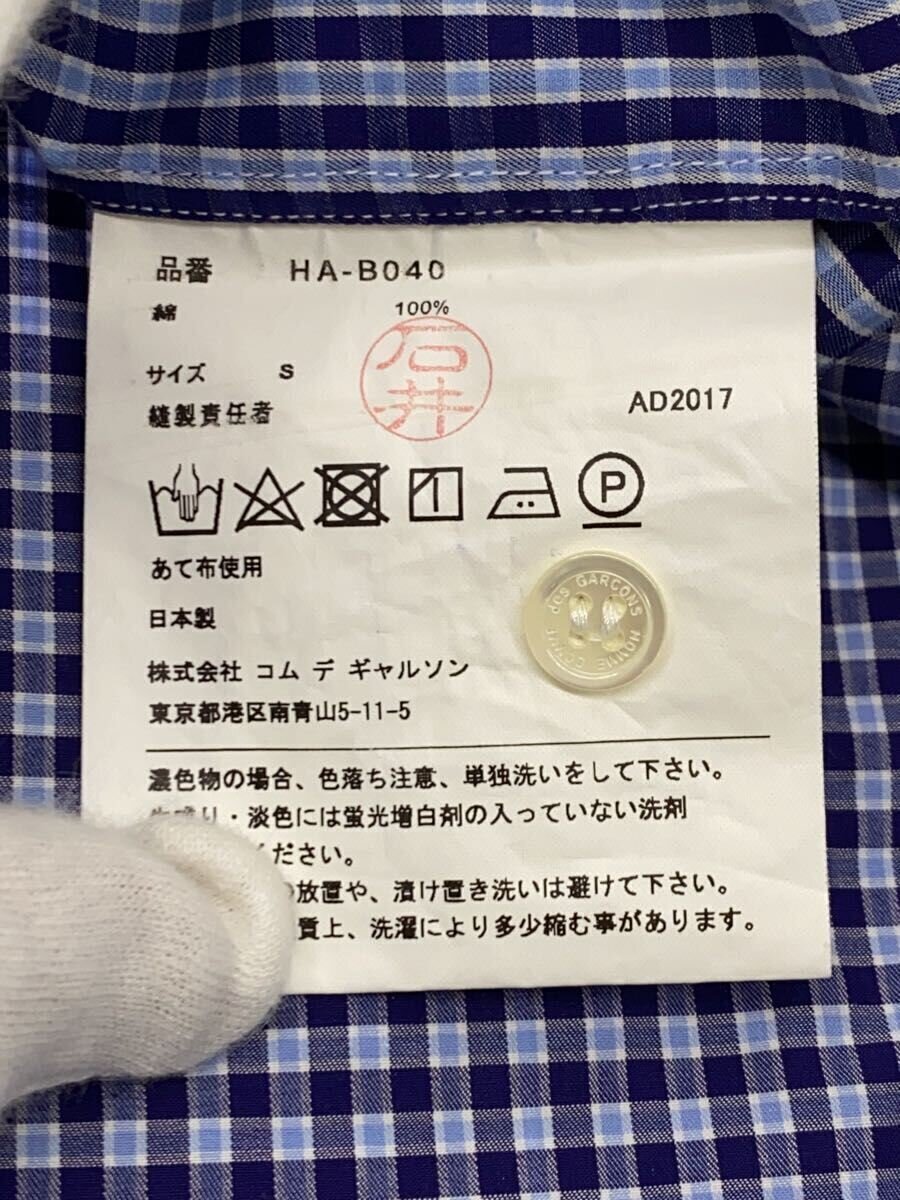 品番 HA-B040
綿 100%
サイズ S
縫製責任者
石井
AD2017
P
あて布使用
日本製
株式会社 コム デ ギャルソン
東京都港区南青山5-11-5
HOMME COMME des GARCONS
濃色物の場合、色落ち注意、単独洗いをして下さい。
・淡色には蛍光増白剤の入っていない洗剤
ください。
の放置や、漬け置き洗いは避けて下さい。
質上、洗濯により多少縮む事があります。